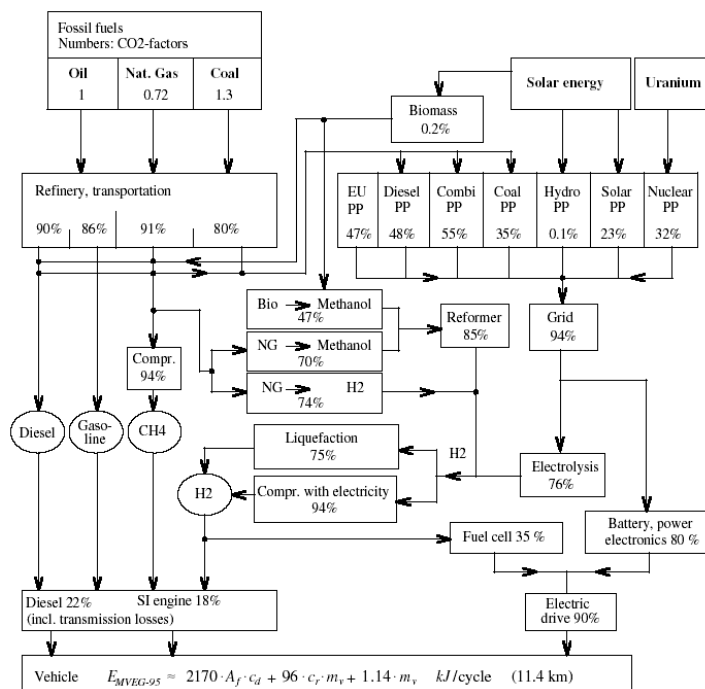 Fossil fuels
Numbers: CO2-factors
Oil
1
Nat. Gas
0.72
Coal
1.3
Solar energy
Uranium
Biomass
0.2%
Refinery, transportation
90% 86% 91% 80%
EU
PP
47%
Diesel
PP
48%
Combi
PP
55%
Coal
PP
35%
Hydro
PP
0.1%
Solar
PP
23%
Nuclear
PP
32%
Bio Methanol
47%
NG Methanol
70%
NG H2
74%
Reformer
85%
Grid
94%
Compr.
94%
Diesel
Gaso-
line
CH4
Liquefaction
75%
H2
H2
Compr. with electricity
94%
Electrolysis
76%
Fuel cell 35 %
Battery, power
electronics 80 %
Diesel 22% SI engine 18%
(incl. transmission losses)
Electric
drive 90%
Vehicle E_MVEG-95 ≈ 2170·A_f·c_d + 96·c_r·m_v + 1.14·m_v kJ/cycle (11.4 km)